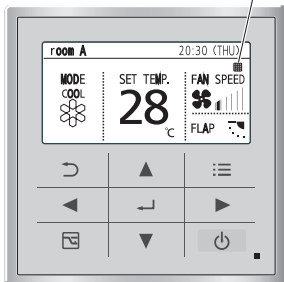 room A 20:30 (THU)
MODE SET TEMP. FAN SPEED
COOL
28
°C
FLAP